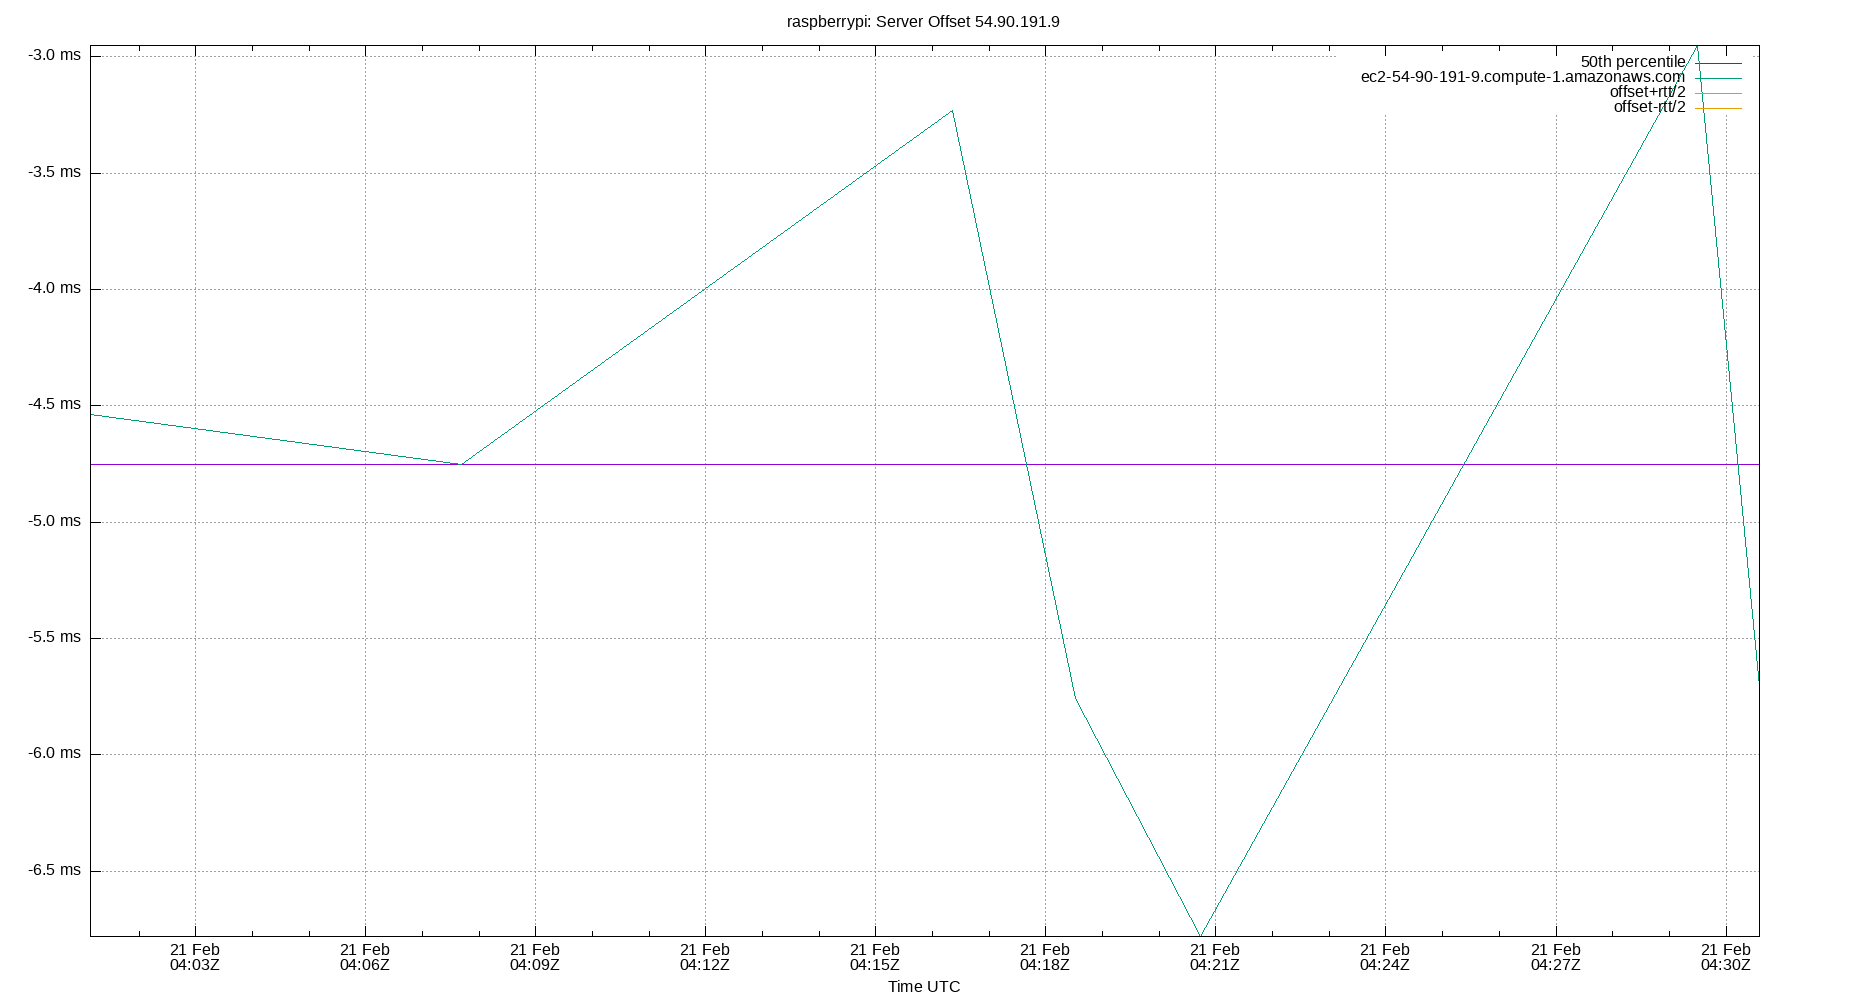 raspberrypi: Server Offset 54.90.191.9
50th percentile
ec2-54-90-191-9.compute-1.amazonaws.com
offset+rtt/2
offset-rtt/2
-3.0 ms
-3.5 ms
-4.0 ms
-4.5 ms
-5.0 ms
-5.5 ms
-6.0 ms
-6.5 ms
21 Feb 21 Feb 21 Feb 21 Feb 21 Feb 21 Feb 21 Feb 21 Feb 21 Feb 21 Feb
04:03Z 04:06Z 04:09Z 04:12Z 04:15Z 04:18Z 04:21Z 04:24Z 04:27Z 04:30Z
Time UTC